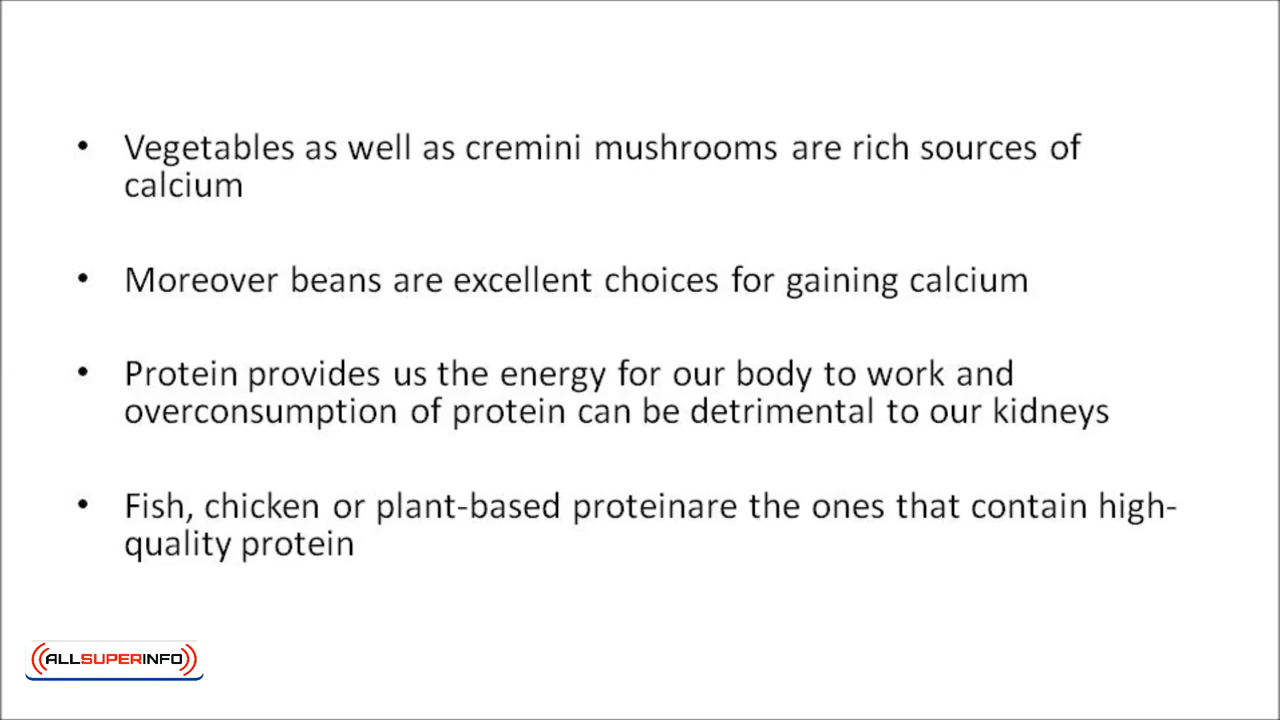 • Vegetables as well as cremini mushrooms are rich sources of
calcium
• Moreover beans are excellent choices for gaining calcium
• Protein provides us the energy for our body to work and
overconsumption of protein can be detrimental to our kidneys
• Fish, chicken or plant-based proteinare the ones that contain high-
quality protein
ALLSUPERINFO